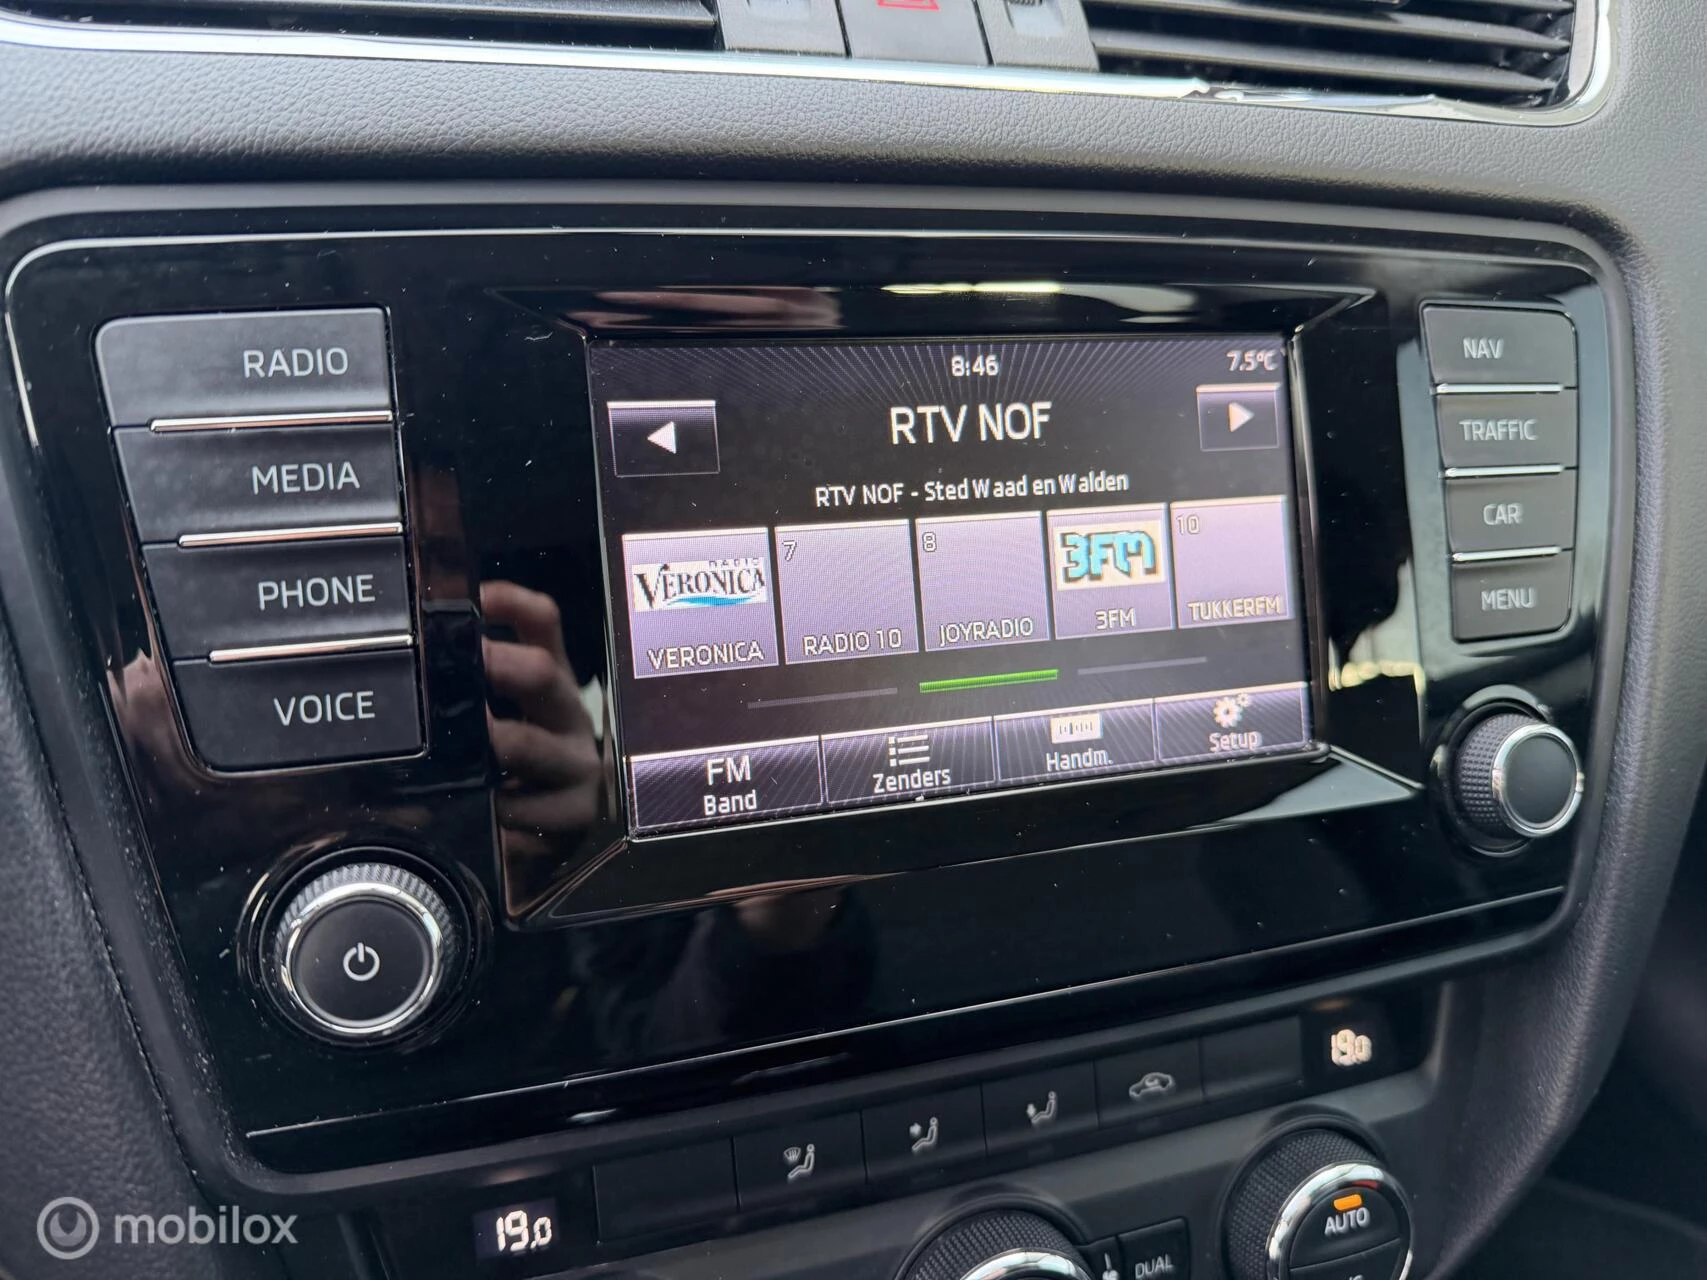 RADIO
MEDIA
PHONE
VOICE
8:46
7.5°C
RTV NOF
RTV NOF - Sted Waad en Walden
RADIO
VERONICA
VERONICA
7
RADIO 10
8
JOYRADIO
3FM
3FM
10
TUKKERFM
FM
Band
Zenders
Handm.
Setup
NAV
TRAFFIC
CAR
MENU
19.0
19.0
AUTO
DUAL
mobilox